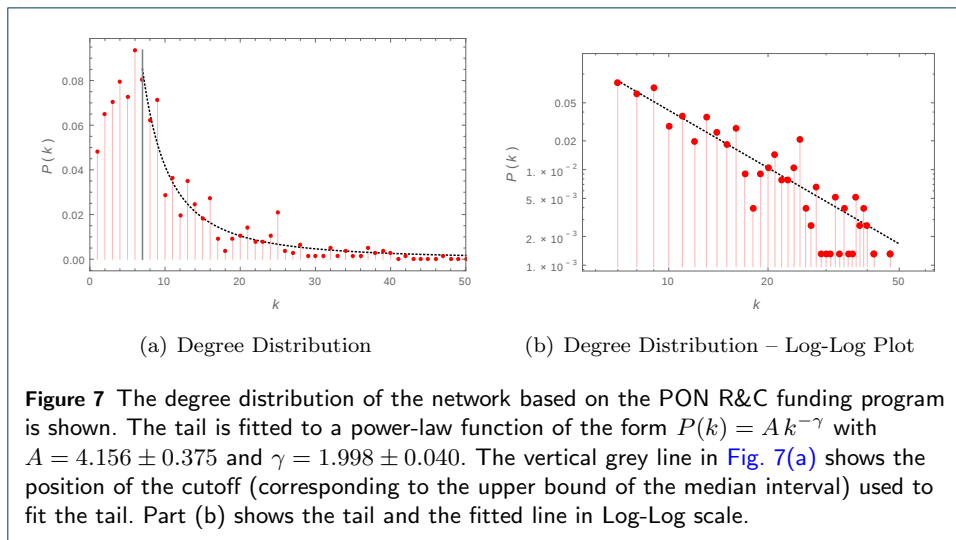 0.08
0.06
0.04
0.02
0.00
P(k)
0 10 20 30 40 50
k
0.05
0.02
1. × 10⁻²
5. × 10⁻³
2. × 10⁻³
1. × 10⁻³
P(k)
10 20 50
k
(a) Degree Distribution
(b) Degree Distribution – Log-Log Plot
Figure 7 The degree distribution of the network based on the PON R&C funding program
is shown. The tail is fitted to a power-law function of the form P(k) = A k^{−γ} with
A = 4.156 ± 0.375 and γ = 1.998 ± 0.040. The vertical grey line in Fig. 7(a) shows the
position of the cutoff (corresponding to the upper bound of the median interval) used to
fit the tail. Part (b) shows the tail and the fitted line in Log-Log scale.